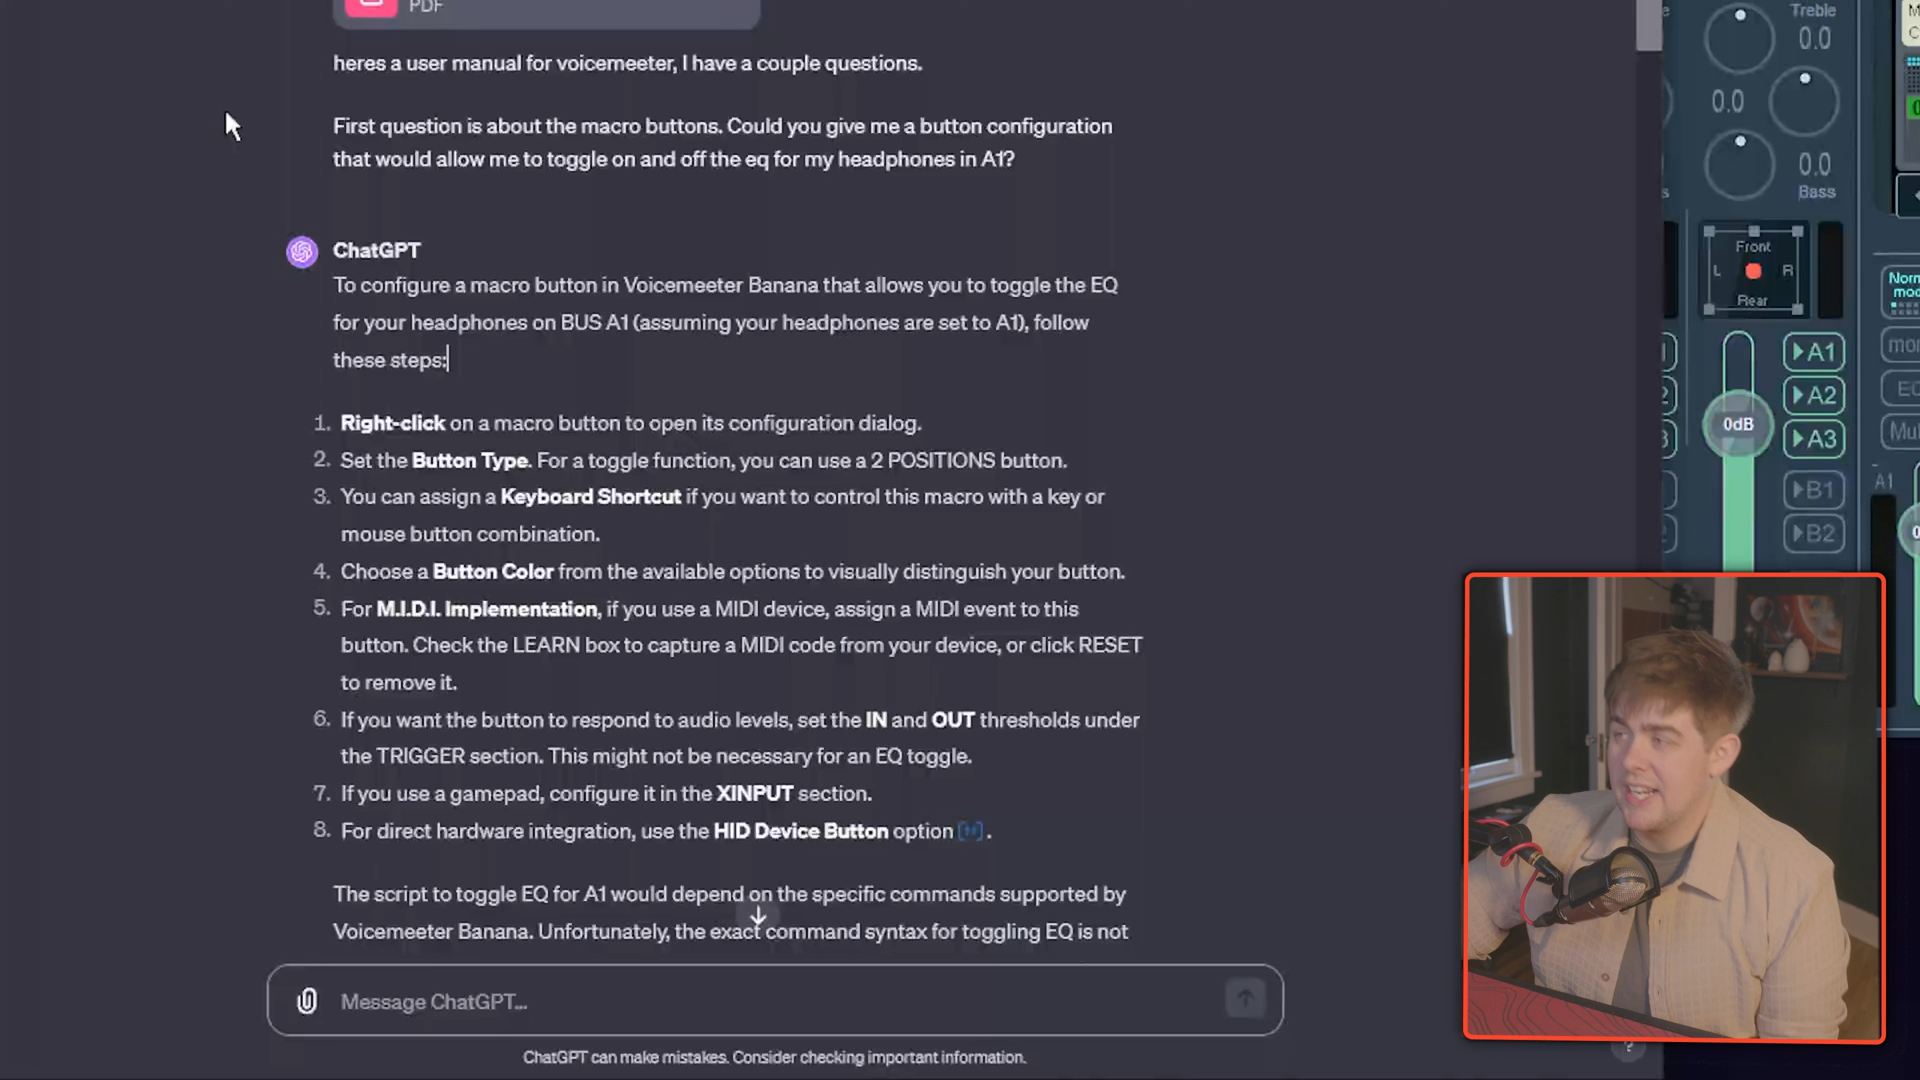 PDF
heres a user manual for voicemeeter, I have a couple questions.
First question is about the macro buttons. Could you give me a button configuration
that would allow me to toggle on and off the eq for my headphones in A1?
ChatGPT
To configure a macro button in Voicemeeter Banana that allows you to toggle the EQ
for your headphones on BUS A1 (assuming your headphones are set to A1), follow
these steps:
1. Right-click on a macro button to open its configuration dialog.
2. Set the Button Type. For a toggle function, you can use a 2 POSITIONS button.
3. You can assign a Keyboard Shortcut if you want to control this macro with a key or
mouse button combination.
4. Choose a Button Color from the available options to visually distinguish your button.
5. For M.I.D.I. Implementation, if you use a MIDI device, assign a MIDI event to this
button. Check the LEARN box to capture a MIDI code from your device, or click RESET
to remove it.
6. If you want the button to respond to audio levels, set the IN and OUT thresholds under
the TRIGGER section. This might not be necessary for an EQ toggle.
7. If you use a gamepad, configure it in the XINPUT section.
8. For direct hardware integration, use the HID Device Button option .
The script to toggle EQ for A1 would depend on the specific commands supported by
Voicemeeter Banana. Unfortunately, the exact command syntax for toggling EQ is not
Message ChatGPT...
ChatGPT can make mistakes. Consider checking important information.
?
Treble
0.0
0.0
0.0
Bass
Front
L R
Rear
A1
A2
0dB
A3
B1
B2
A1